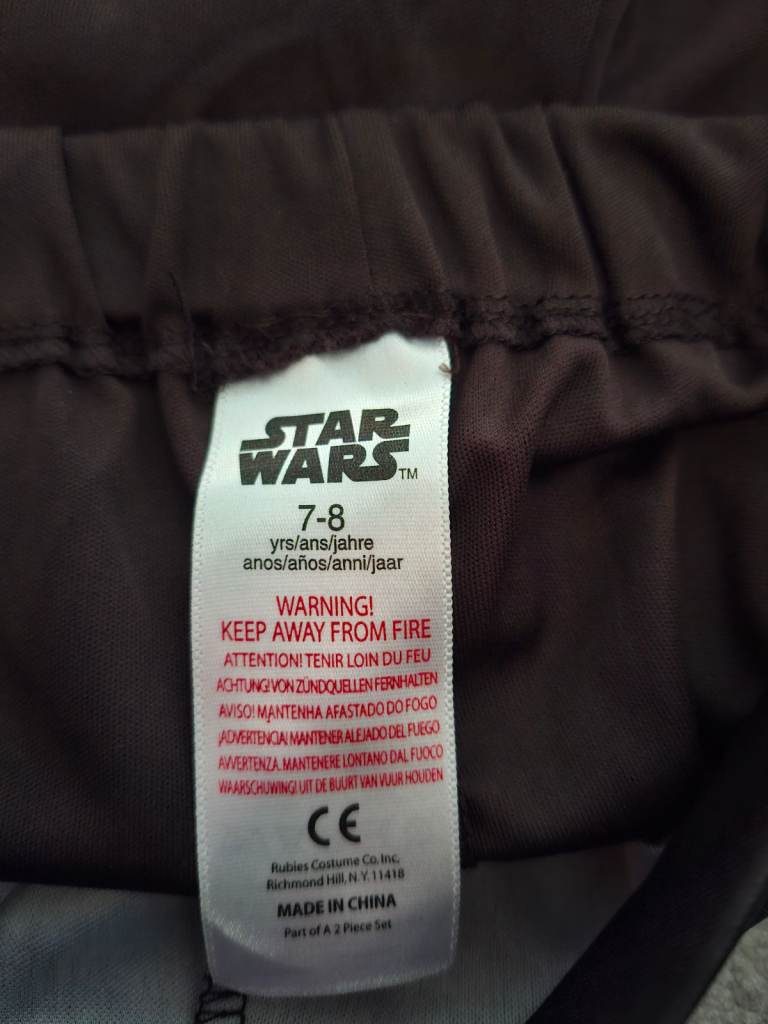 STAR
WARS™
7-8
yrs/ans/jahre
anos/años/anni/jaar
WARNING!
KEEP AWAY FROM FIRE
ATTENTION! TENIR LOIN DU FEU
ACHTUNG! VON ZÜNDQUELLEN FERNHALTEN
AVISO! MANTENHA AFASTADO DO FOGO
¡ADVERTENCIA! MANTENER ALEJADO DEL FUEGO
AVVERTENZA. MANTENERE LONTANO DAL FUOCO
WAARSCHUWING! UIT DE BUURT VAN VUUR HOUDEN
CE
Rubies Costume Co. Inc.
Richmond Hill, N.Y. 11418
MADE IN CHINA
Part of A 2 Piece Set